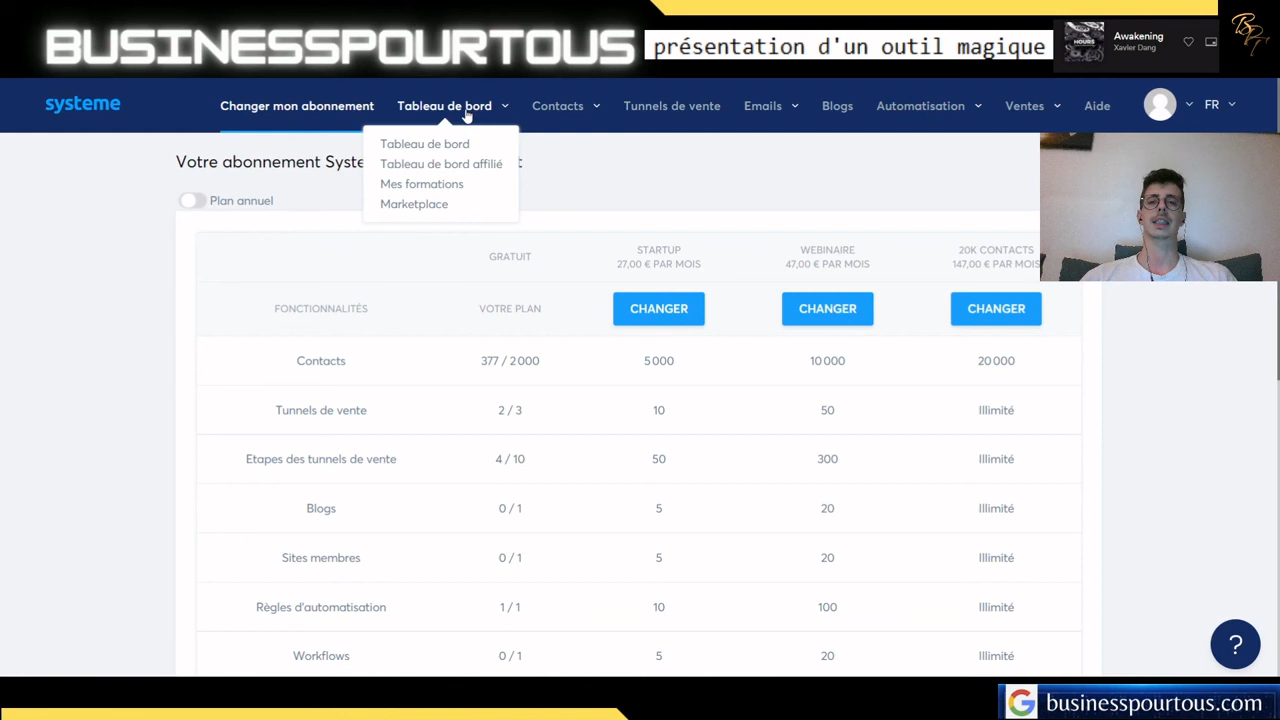 BUSINESSPOURTOUS
présentation d'un outil magique
HOURS
Awakening
Xavier Dang
systeme
Changer mon abonnement
Tableau de bord
Contacts
Tunnels de vente
Emails
Blogs
Automatisation
Ventes
Aide
FR
Tableau de bord
Tableau de bord affilié
Mes formations
Marketplace
Votre abonnement Syste
t
Plan annuel
GRATUIT
STARTUP
27,00 € PAR MOIS
WEBINAIRE
47,00 € PAR MOIS
20K CONTACTS
147,00 € PAR MOIS
FONCTIONNALITÉS
VOTRE PLAN
CHANGER
CHANGER
CHANGER
Contacts 377 / 2 000 5 000 10 000 20 000
Tunnels de vente 2 / 3 10 50 Illimité
Etapes des tunnels de vente 4 / 10 50 300 Illimité
Blogs 0 / 1 5 20 Illimité
Sites membres 0 / 1 5 20 Illimité
Règles d'automatisation 1 / 1 10 100 Illimité
Workflows 0 / 1 5 20 Illimité
?
G businesspourtous.com